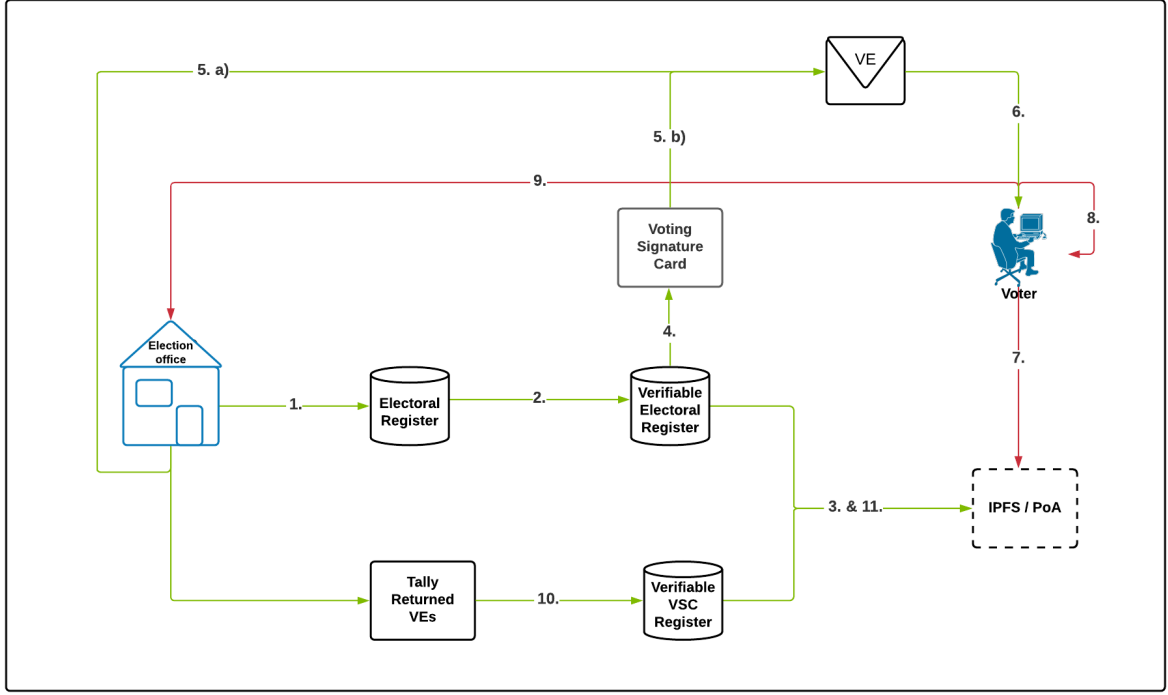 VE
5. a)
6.
5. b)
9.
8.
Voting
Signature
Card
Voter
4.
Election
office
7.
1.
Electoral
Register
2.
Verifiable
Electoral
Register
3. & 11.
IPFS / PoA
Tally
Returned
VEs
10.
Verifiable
VSC
Register